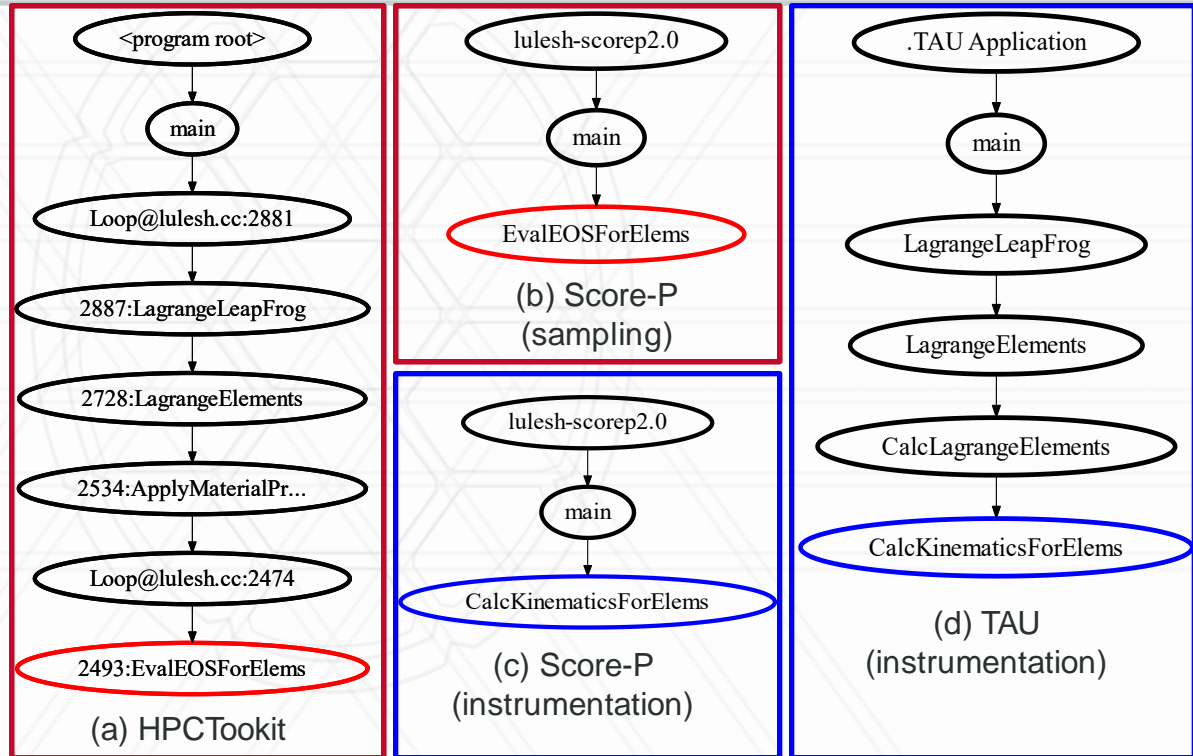 <program root>
main
Loop@lulesh.cc:2881
2887:LagrangeLeapFrog
2728:LagrangeElements
2534:ApplyMaterialPr...
Loop@lulesh.cc:2474
2493:EvalEOSForElems
(a) HPCTookit
lulesh-scorep2.0
main
EvalEOSForElems
(b) Score-P
(sampling)
lulesh-scorep2.0
main
CalcKinematicsForElems
(c) Score-P
(instrumentation)
.TAU Application
main
LagrangeLeapFrog
LagrangeElements
CalcLagrangeElements
CalcKinematicsForElems
(d) TAU
(instrumentation)